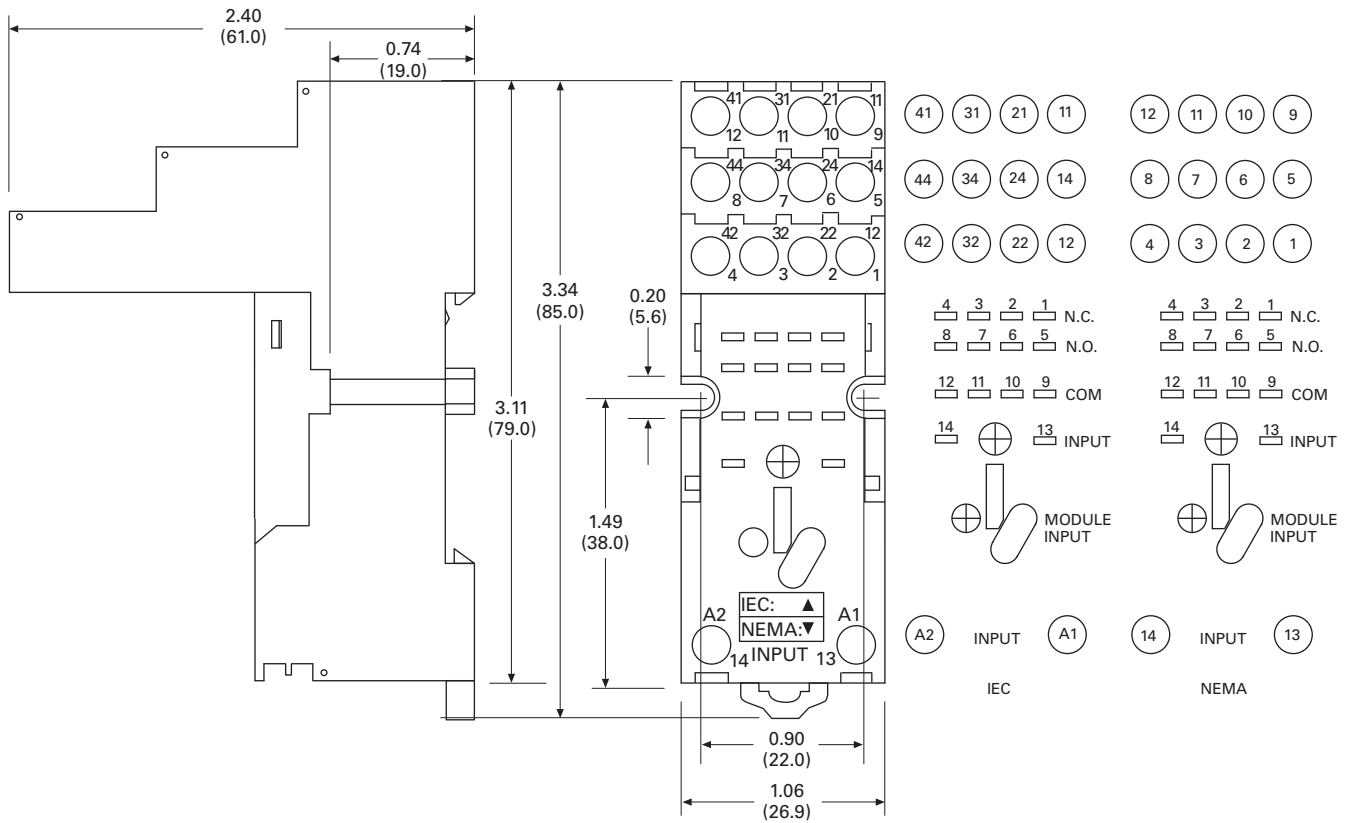 2.40
(61.0)
0.74
(19.0)
3.34
(85.0)
3.11
(79.0)
0.20
(5.6)
1.49
(38.0)
0.90
(22.0)
1.06
(26.9)
41 31 21 11
12 11 10 9
44 34 24 14
8 7 6 5
42 32 22 12
4 3 2 1
IEC: ▲
NEMA:▼
A2 A1
14 INPUT 13
41 31 21 11
44 34 24 14
42 32 22 12
4 3 2 1 N.C.
8 7 6 5 N.O.
12 11 10 9 COM
14 13 INPUT
MODULE
INPUT
A2 INPUT A1
IEC
12 11 10 9
8 7 6 5
4 3 2 1
4 3 2 1 N.C.
8 7 6 5 N.O.
12 11 10 9 COM
14 13 INPUT
MODULE
INPUT
14 INPUT 13
NEMA